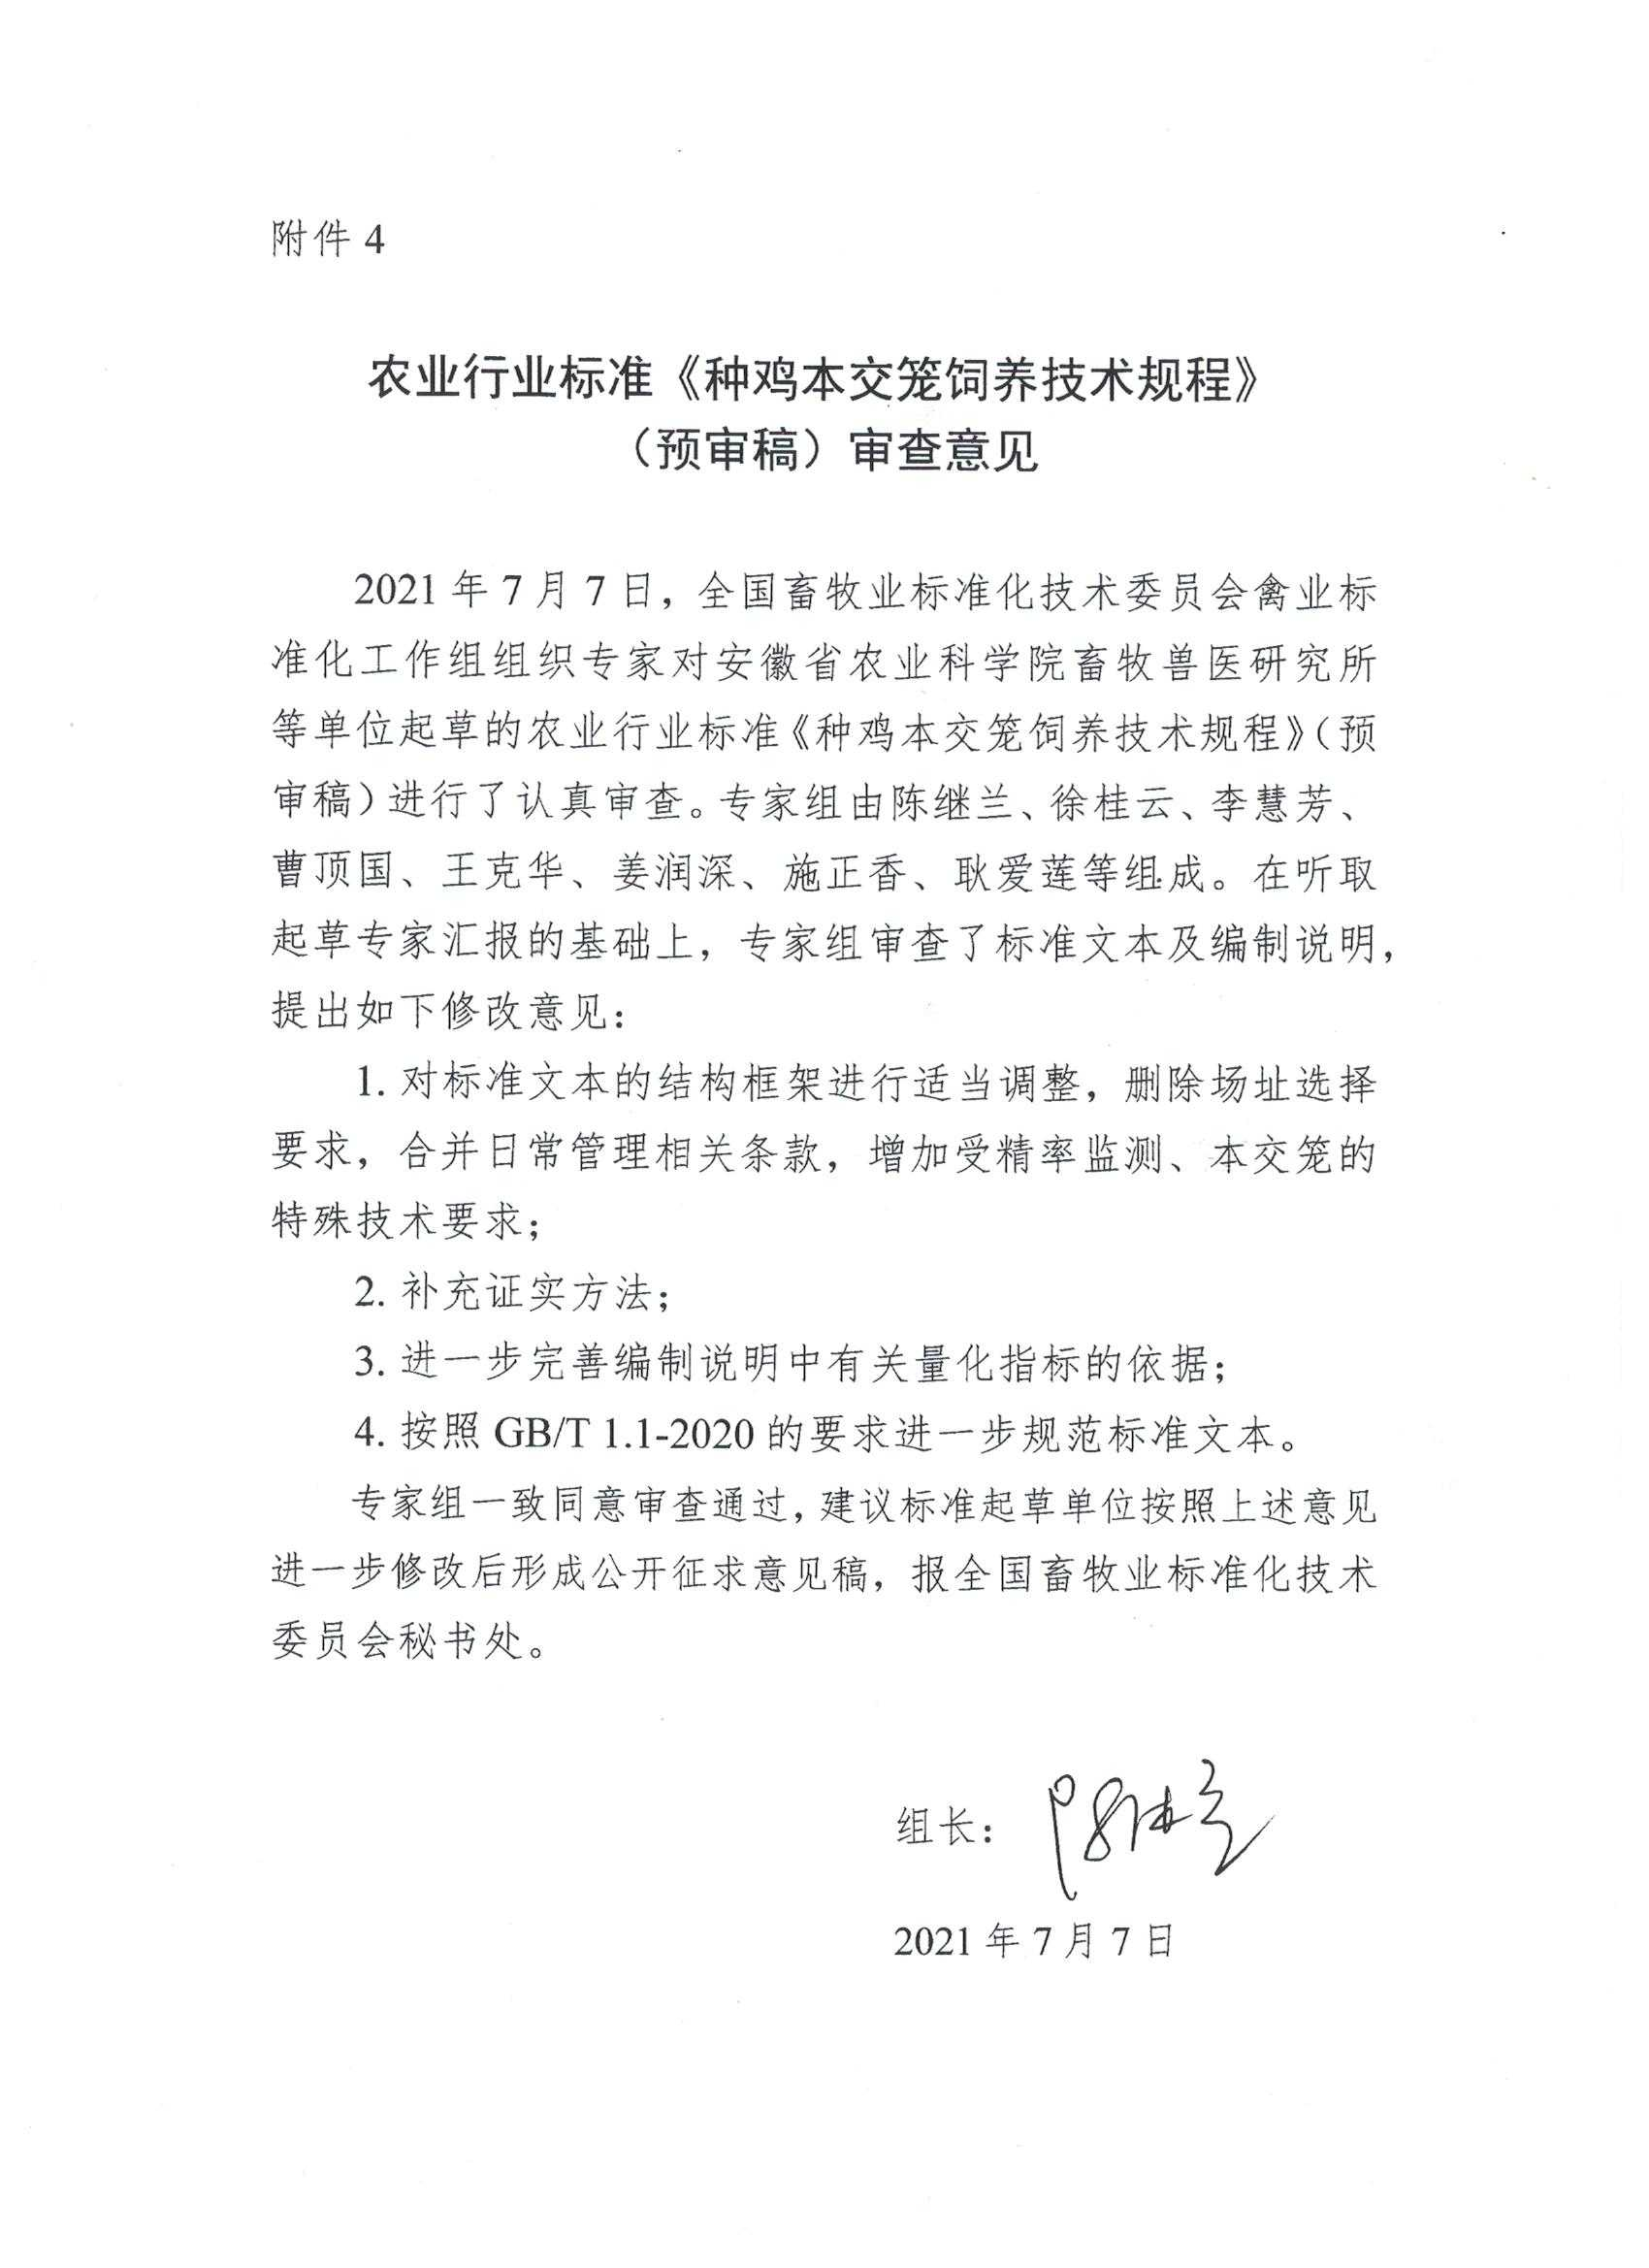 附件 4
农业行业标准《种鸡本交笼饲养技术规程》
（预审稿）审查意见
2021 年 7 月 7 日，全国畜牧业标准化技术委员会禽业标
准化工作组组织专家对安徽省农业科学院畜牧兽医研究所
等单位起草的农业行业标准《种鸡本交笼饲养技术规程》（预
审稿）进行了认真审查。专家组由陈继兰、徐桂云、李慧芳、
曹顶国、王克华、姜润深、施正香、耿爱莲等组成。在听取
起草专家汇报的基础上，专家组审查了标准文本及编制说明，
提出如下修改意见：
1. 对标准文本的结构框架进行适当调整，删除场址选择
要求，合并日常管理相关条款，增加受精率监测、本交笼的
特殊技术要求；
2. 补充证实方法；
3. 进一步完善编制说明中有关量化指标的依据；
4. 按照 GB/T 1.1-2020 的要求进一步规范标准文本。
专家组一致同意审查通过，建议标准起草单位按照上述意见
进一步修改后形成公开征求意见稿，报全国畜牧业标准化技术
委员会秘书处。
组长：
2021 年 7 月 7 日